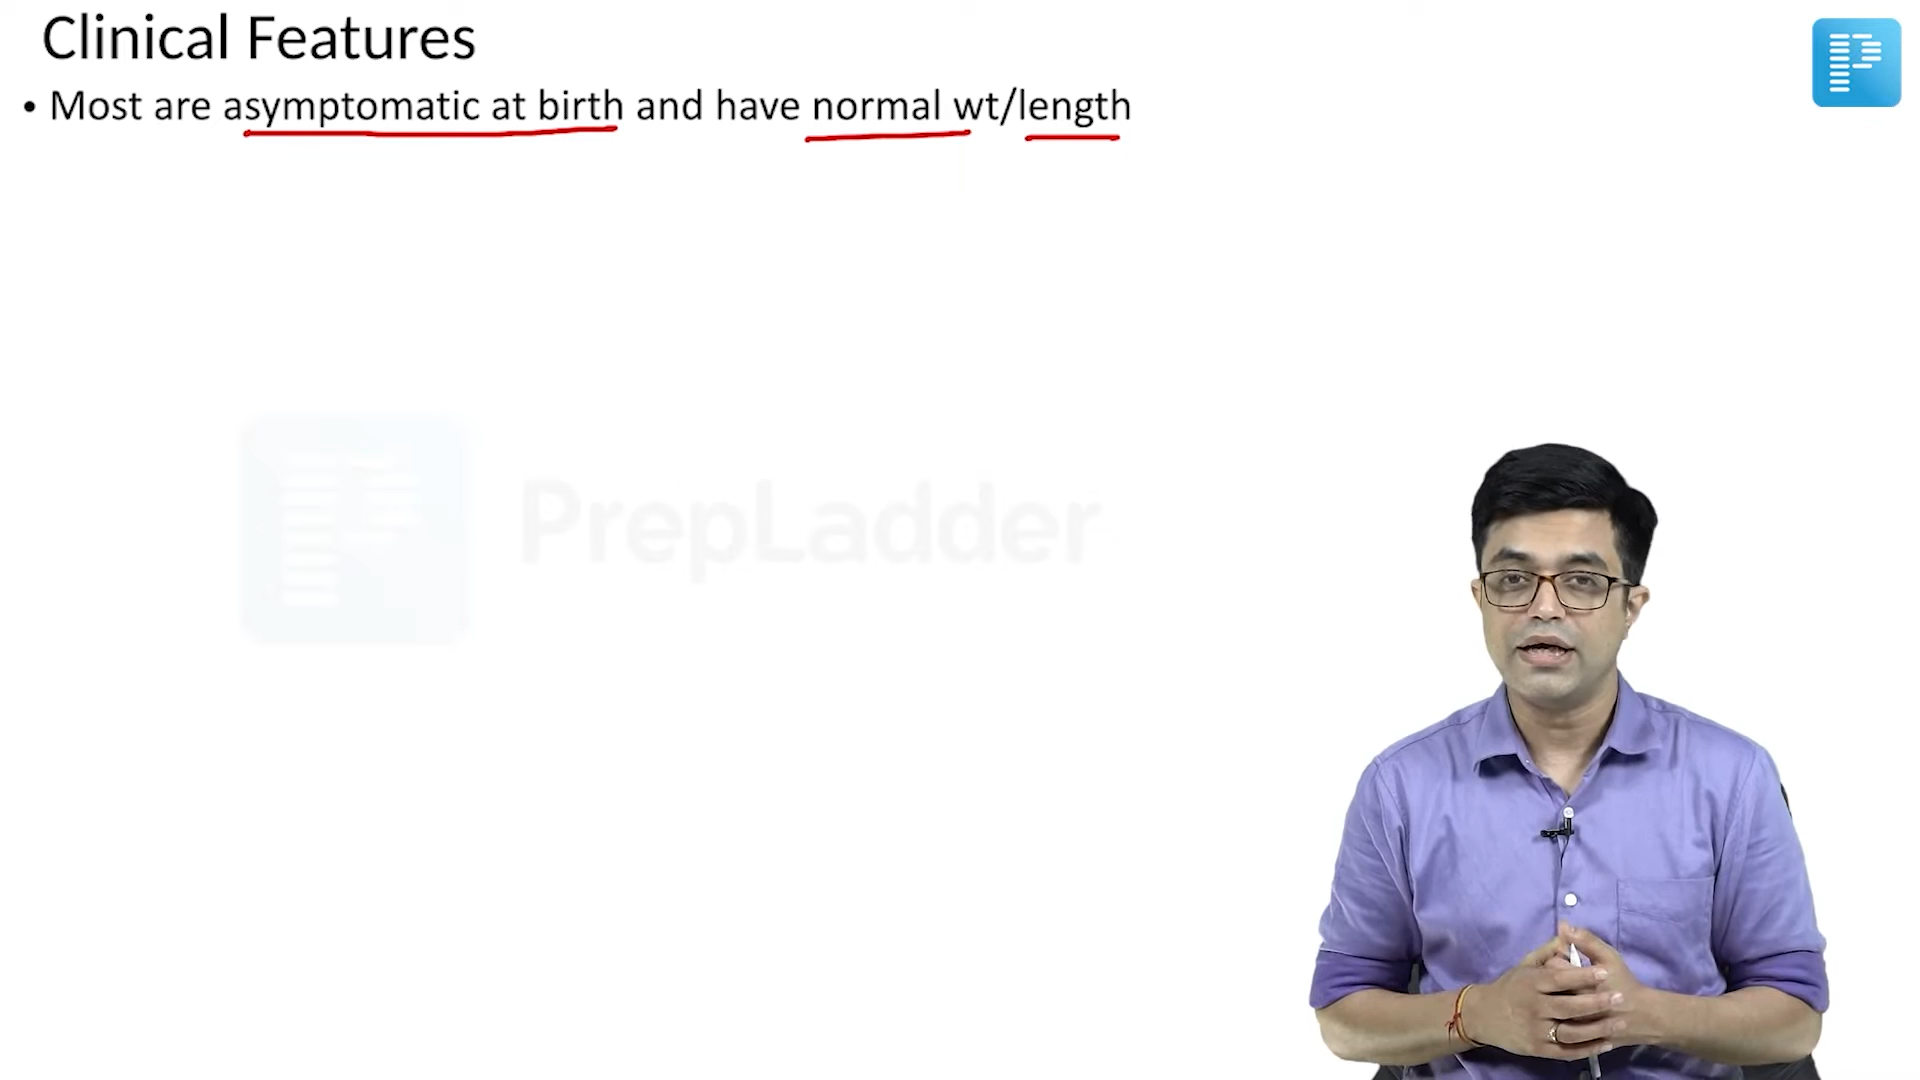 Clinical Features
• Most are asymptomatic at birth and have normal wt/length
PrepLadder